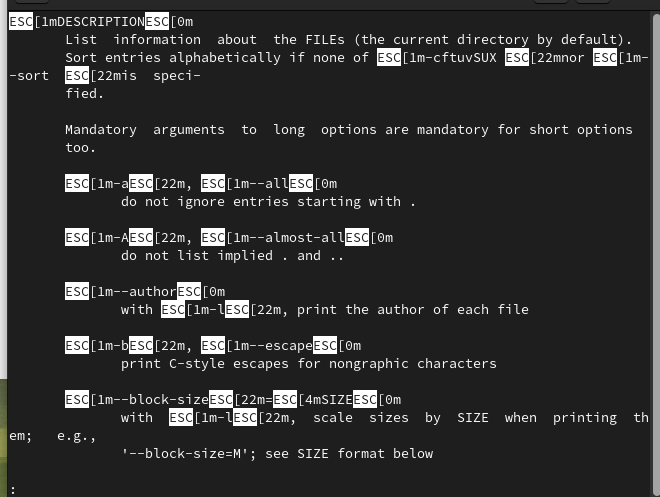 ESC[1mDESCRIPTIONESC[0m
       List  information  about  the FILEs (the current directory by default).
       Sort entries alphabetically if none of ESC[1m-cftuvSUX ESC[22mnor ESC[1m-
-sort  ESC[22mis  speci-
       fied.
       Mandatory  arguments  to  long  options are mandatory for short options
       too.
       ESC[1m-aESC[22m, ESC[1m--allESC[0m
              do not ignore entries starting with .
       ESC[1m-AESC[22m, ESC[1m--almost-allESC[0m
              do not list implied . and ..
       ESC[1m--authorESC[0m
              with ESC[1m-lESC[22m, print the author of each file
       ESC[1m-bESC[22m, ESC[1m--escapeESC[0m
              print C-style escapes for nongraphic characters
       ESC[1m--block-sizeESC[22m=ESC[4mSIZEESC[0m
              with  ESC[1m-lESC[22m,  scale  sizes  by  SIZE  when  printing  th
em;   e.g.,
              '--block-size=M'; see SIZE format below
: